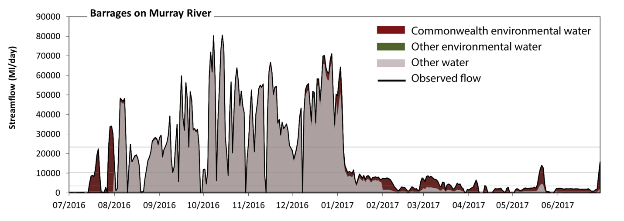 Barrages on Murray River
Streamflow (Ml/day)
90000
80000
70000
60000
50000
40000
30000
20000
10000
0
Commonwealth environmental water
Other environmental water
Other water
Observed flow
07/2016 08/2016 09/2016 10/2016 11/2016 12/2016 01/2017 02/2017 03/2017 04/2017 05/2017 06/2017